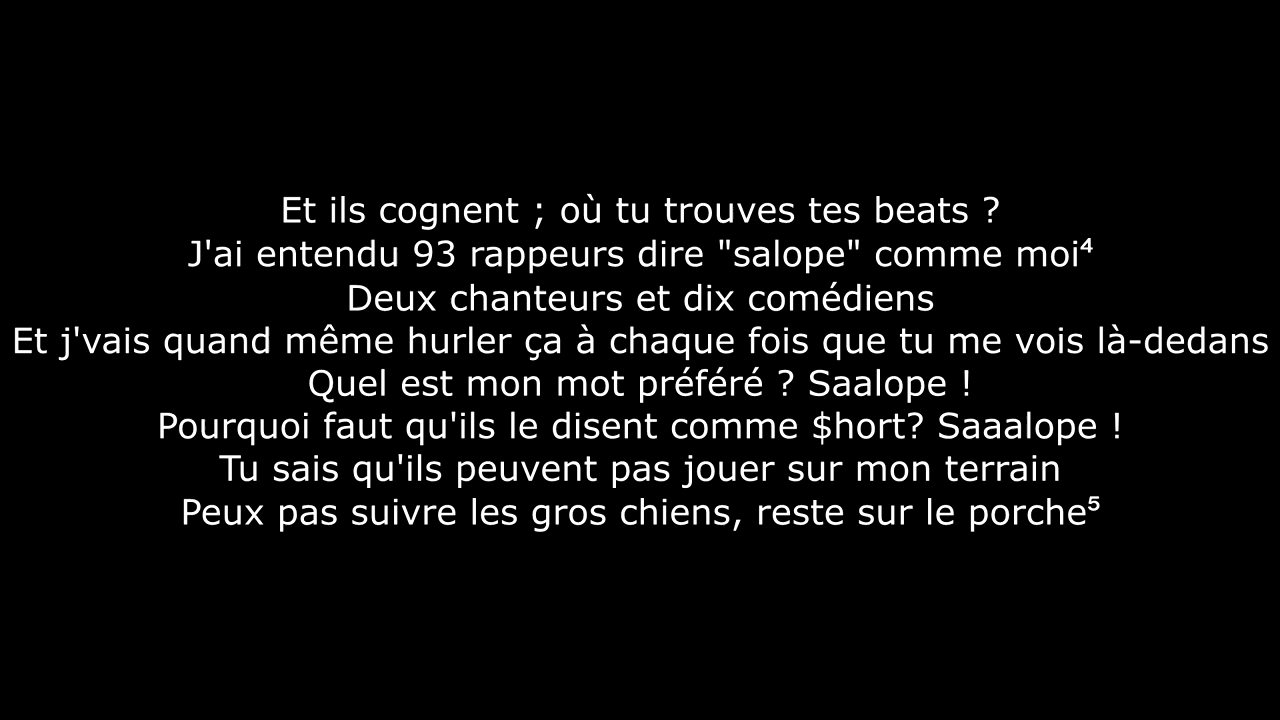 Et ils cognent ; où tu trouves tes beats ?
J'ai entendu 93 rappeurs dire "salope" comme moi⁴
Deux chanteurs et dix comédiens
Et j'vais quand même hurler ça à chaque fois que tu me vois là-dedans
Quel est mon mot préféré ? Saalope !
Pourquoi faut qu'ils le disent comme $hort? Saaalope !
Tu sais qu'ils peuvent pas jouer sur mon terrain
Peux pas suivre les gros chiens, reste sur le porche⁵